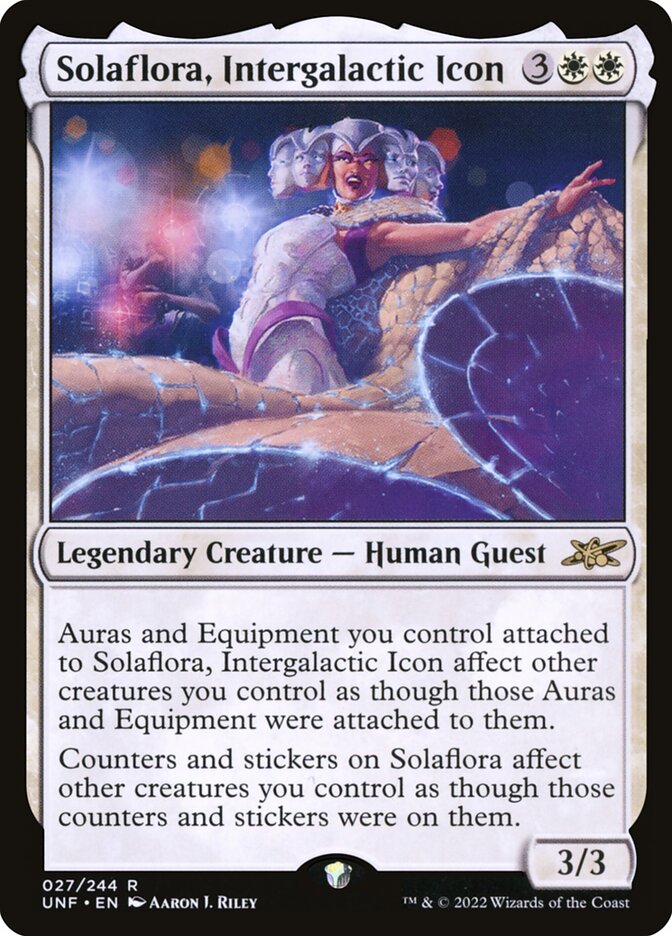 Solaflora, Intergalactic Icon 3
Legendary Creature — Human Guest
Auras and Equipment you control attached
to Solaflora, Intergalactic Icon affect other
creatures you control as though those Auras
and Equipment were attached to them.
Counters and stickers on Solaflora affect
other creatures you control as though those
counters and stickers were on them.
3/3
027/244 R
UNF • EN Aaron J. Riley
™ & © 2022 Wizards of the Coast